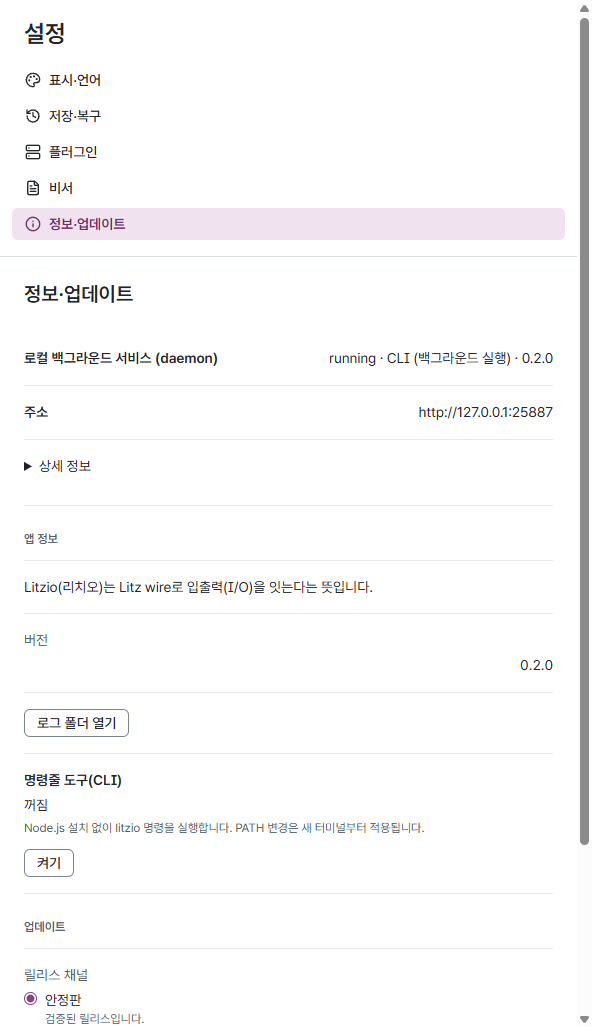 설정
표시·언어
저장·복구
플러그인
비서
정보·업데이트
정보·업데이트
로컬 백그라운드 서비스 (daemon)
running · CLI (백그라운드 실행) · 0.2.0
주소
http://127.0.0.1:25887
상세 정보
앱 정보
Litzio(리치오)는 Litz wire로 입출력(I/O)을 잇는다는 뜻입니다.
버전
0.2.0
로그 폴더 열기
명령줄 도구(CLI)
꺼짐
Node.js 설치 없이 litzio 명령을 실행합니다. PATH 변경은 새 터미널부터 적용됩니다.
켜기
업데이트
릴리스 채널
안정판
검증된 릴리스입니다.